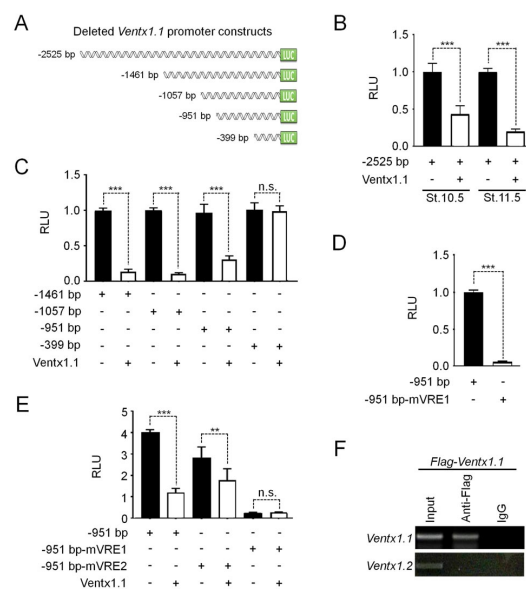 A
Deleted Ventx1.1 promoter constructs
-2525 bp LUC
-1461 bp LUC
-1057 bp LUC
-951 bp LUC
-399 bp LUC
B
RLU
1.5
1.0
0.5
0.0
*** ***
-2525 bp + + + +
Ventx1.1 - + - +
St.10.5 St.11.5
C
RLU
1.5
1.0
0.5
0.0
*** *** *** n.s.
-1461 bp + + - - - - - -
-1057 bp - - + + - - - -
-951 bp - - - - + + - -
-399 bp - - - - - - + +
Ventx1.1 - + - + - + - +
D
RLU
1.5
1.0
0.5
0.0
***
-951 bp + -
-951 bp-mVRE1 - +
E
RLU
5
4
3
2
1
0
*** ** n.s.
-951 bp + + - - - -
-951 bp-mVRE1 - - - - + +
-951 bp-mVRE2 - - + + - -
Ventx1.1 - + - + - +
F
Flag-Ventx1.1
Input Anti-Flag IgG
Ventx1.1
Ventx1.2